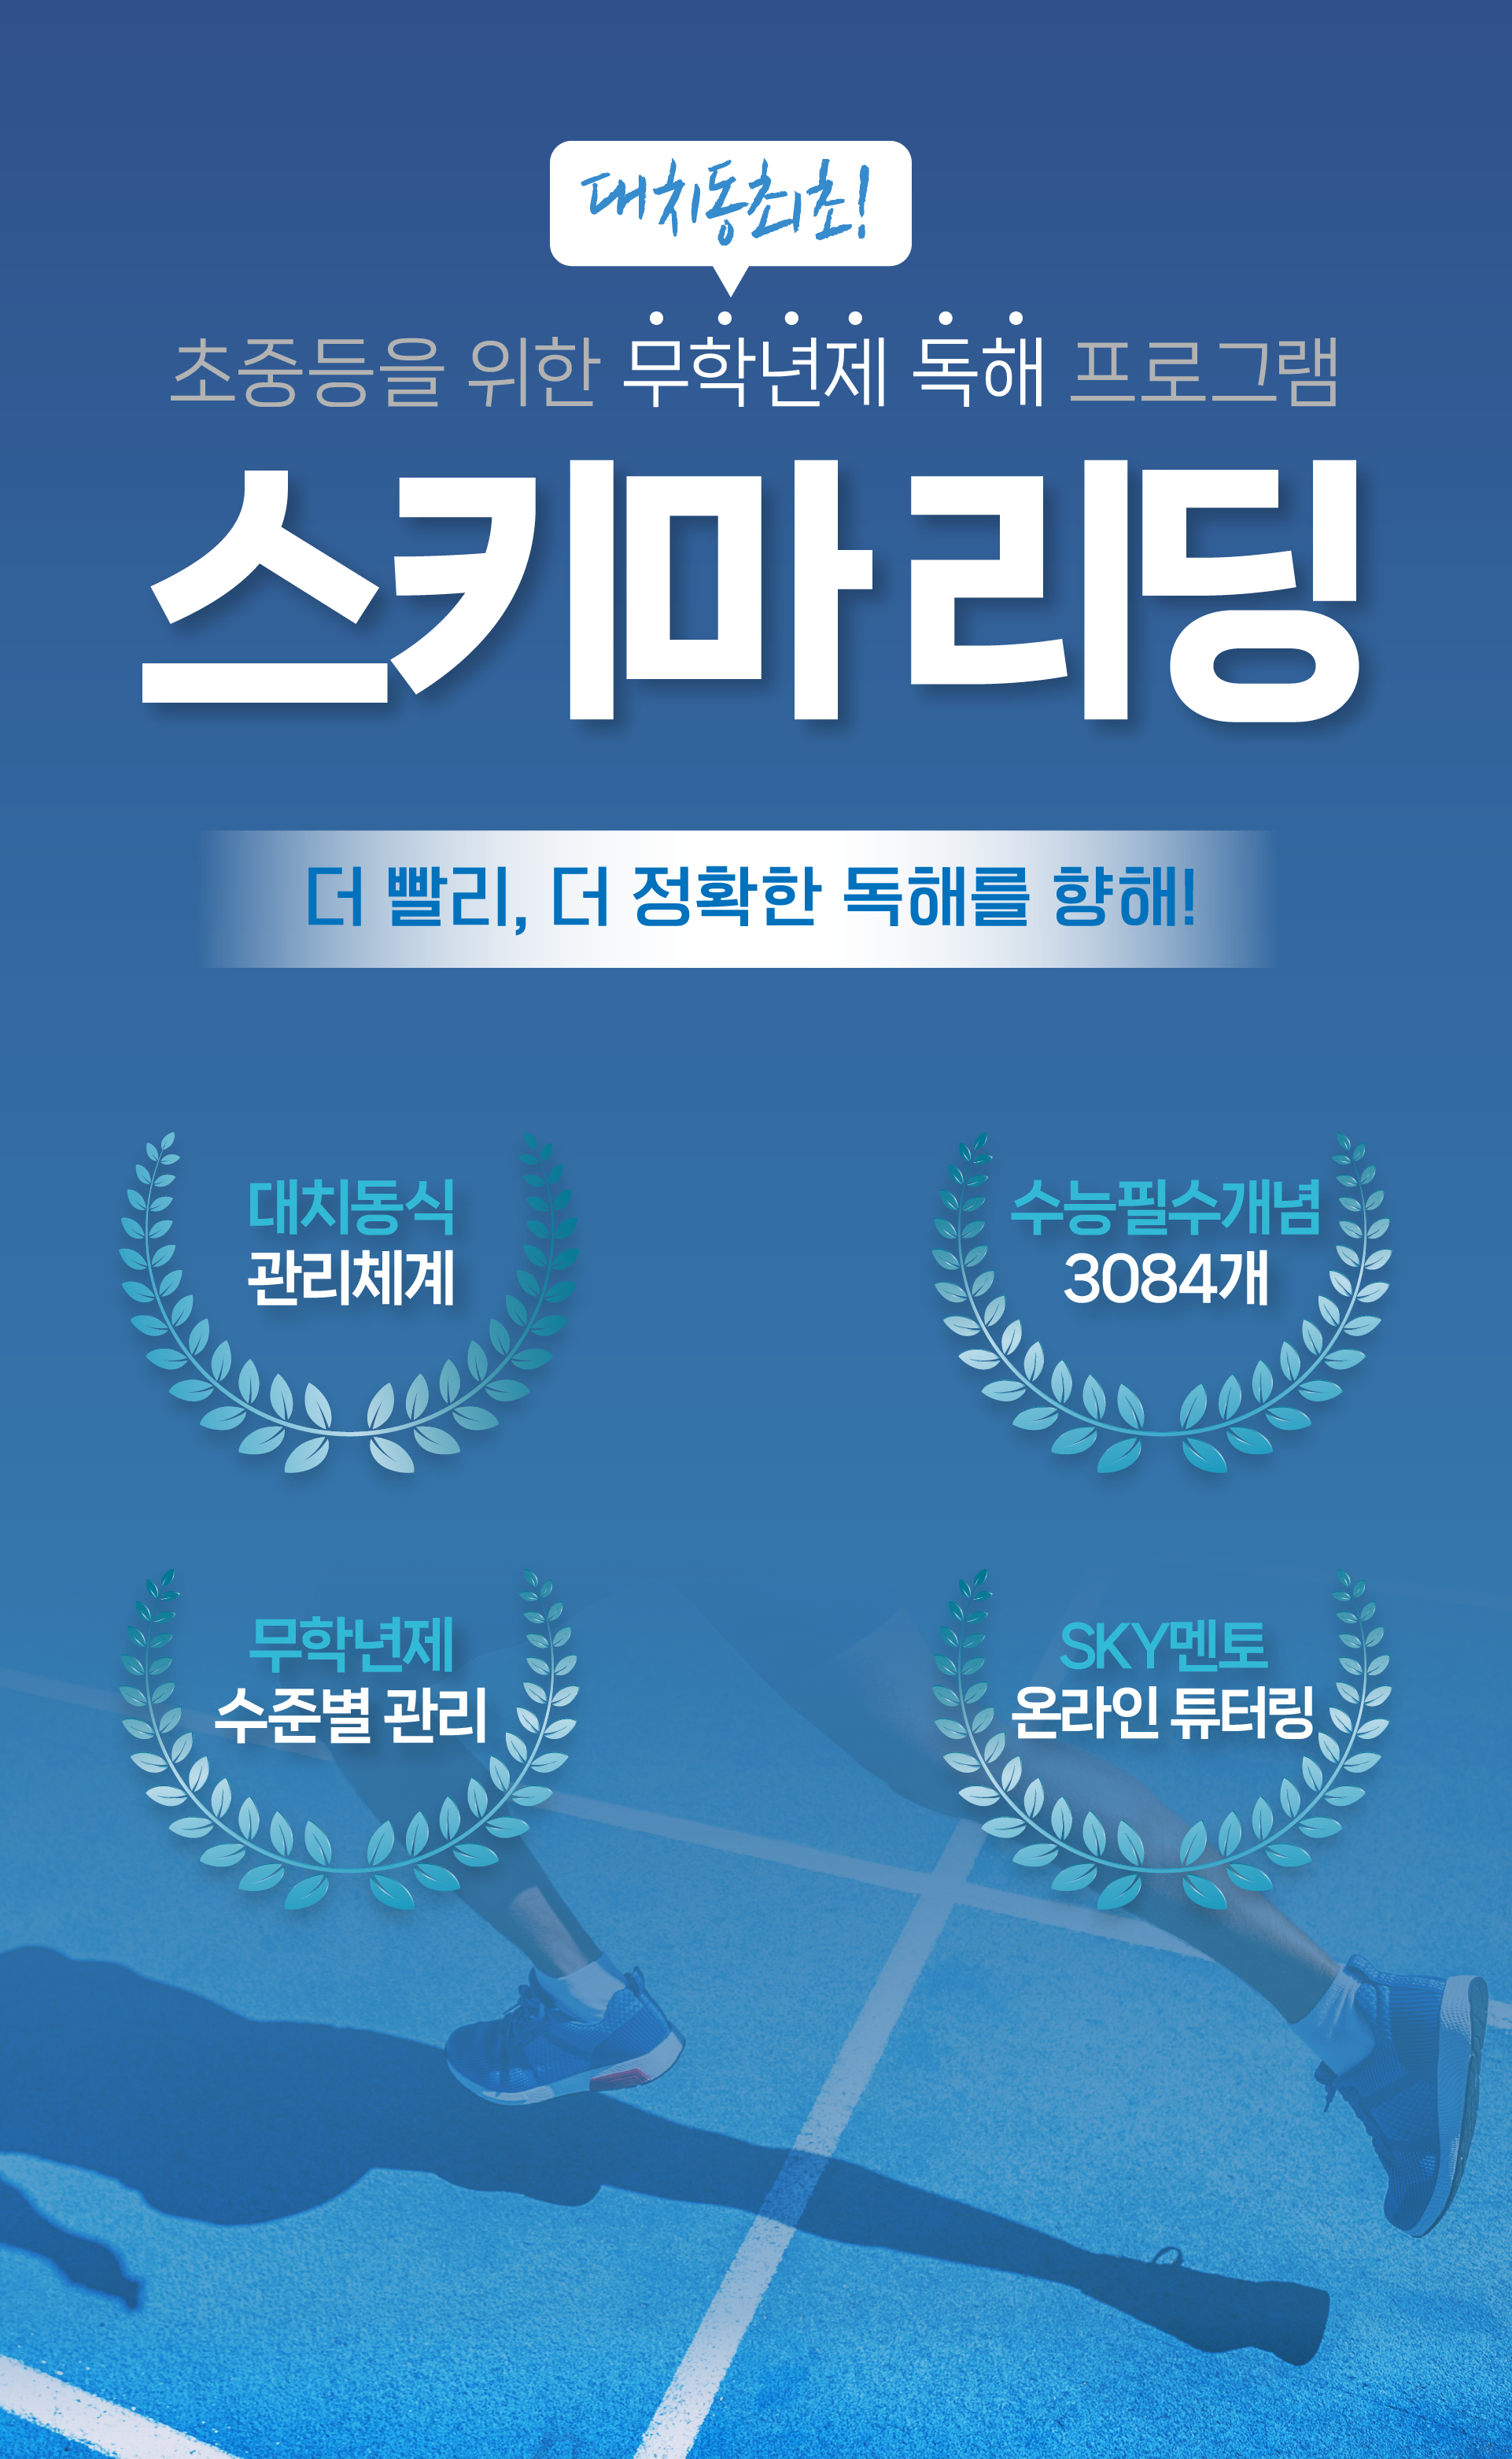 대치동최초!
초중등을 위한 무학년제 독해 프로그램
스키마 리딩
더 빨리, 더 정확한 독해를 향해!
대치동식
관리체계
수능필수개념
3084개
무학년제
수준별 관리
SKY멘토
온라인 튜터링